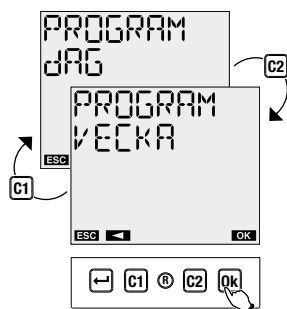 PROGRAM
dAG
C2
PROGRAM
VECKA
ESC
C1
ESC ◄ OK
↵ C1 ® C2 Ok